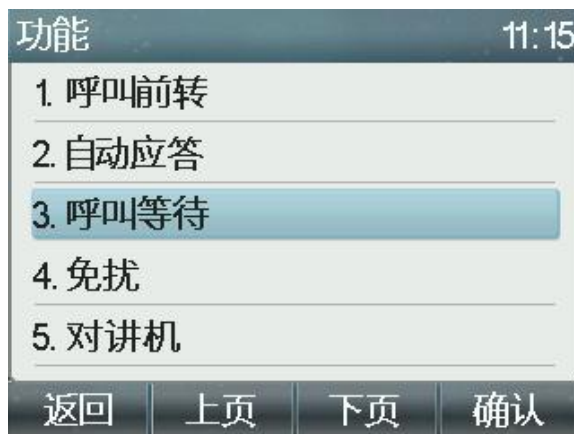 功能 11:15
1. 呼叫前转
2. 自动应答
3. 呼叫等待
4. 免扰
5. 对讲机
返回 上页 下页 确认